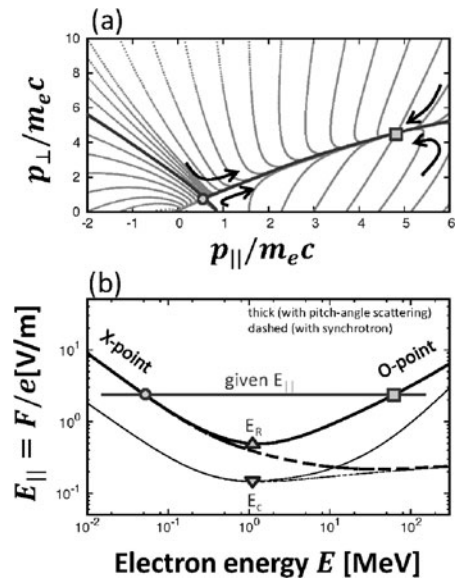 (a)
10
8
6
4
2
0
p⊥/mₑc
-2 -1 0 1 2 3 4 5 6
p||/mₑc
(b)
thick (with pitch-angle scattering)
dashed (with synchrotron)
X-point
O-point
given E||
E_R
E_c
10¹
10⁰
10⁻¹
E|| = F/e[V/m]
10⁻² 10⁻¹ 10⁰ 10¹ 10²
Electron energy E [MeV]